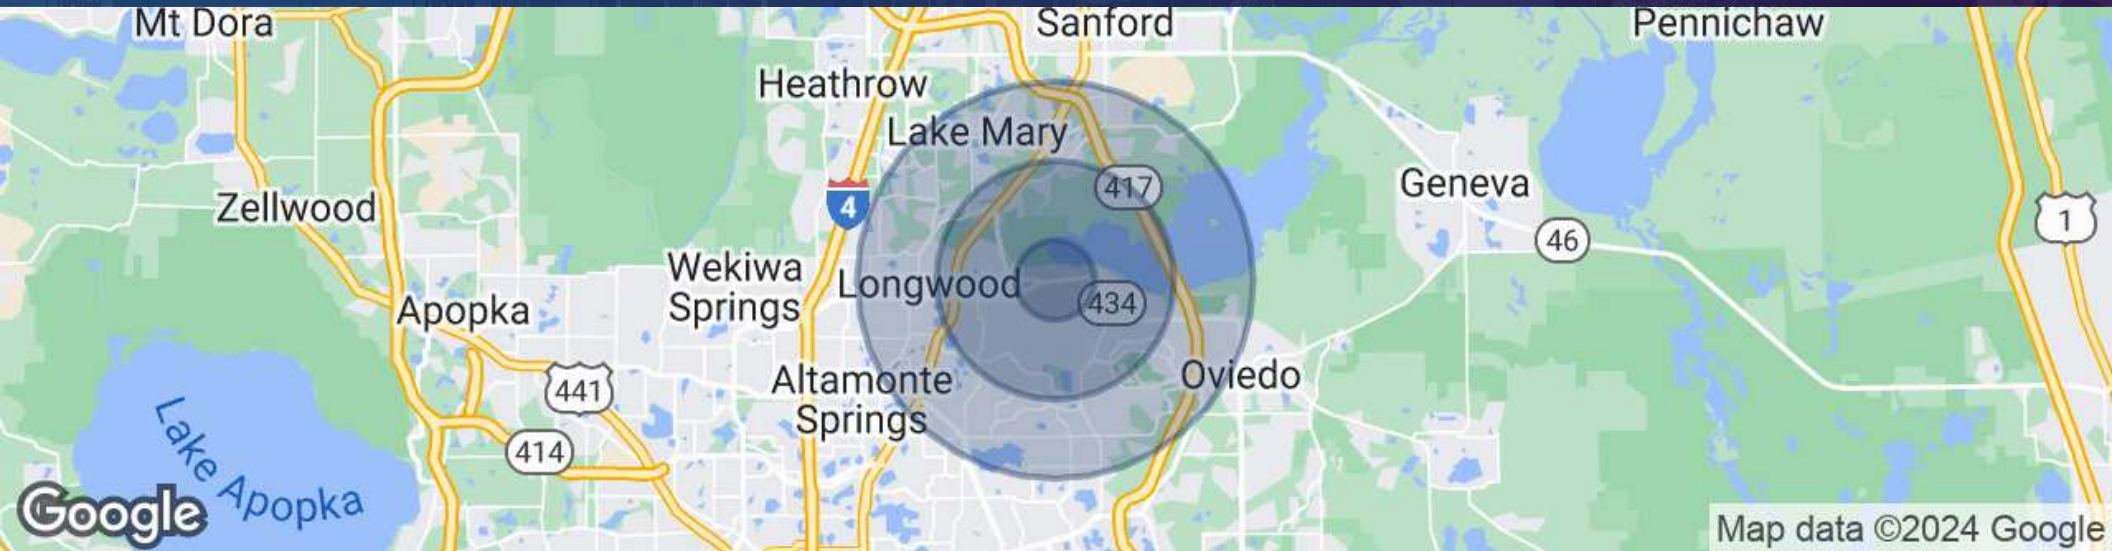 Mt Dora
Sanford
Pennichaw
Heathrow
Lake Mary
417
Geneva
4
Zellwood
1
46
Wekiwa
Springs
Longwood
434
Apopka
Altamonte
Springs
Oviedo
441
414
Lake Apopka
Google
Map data ©2024 Google